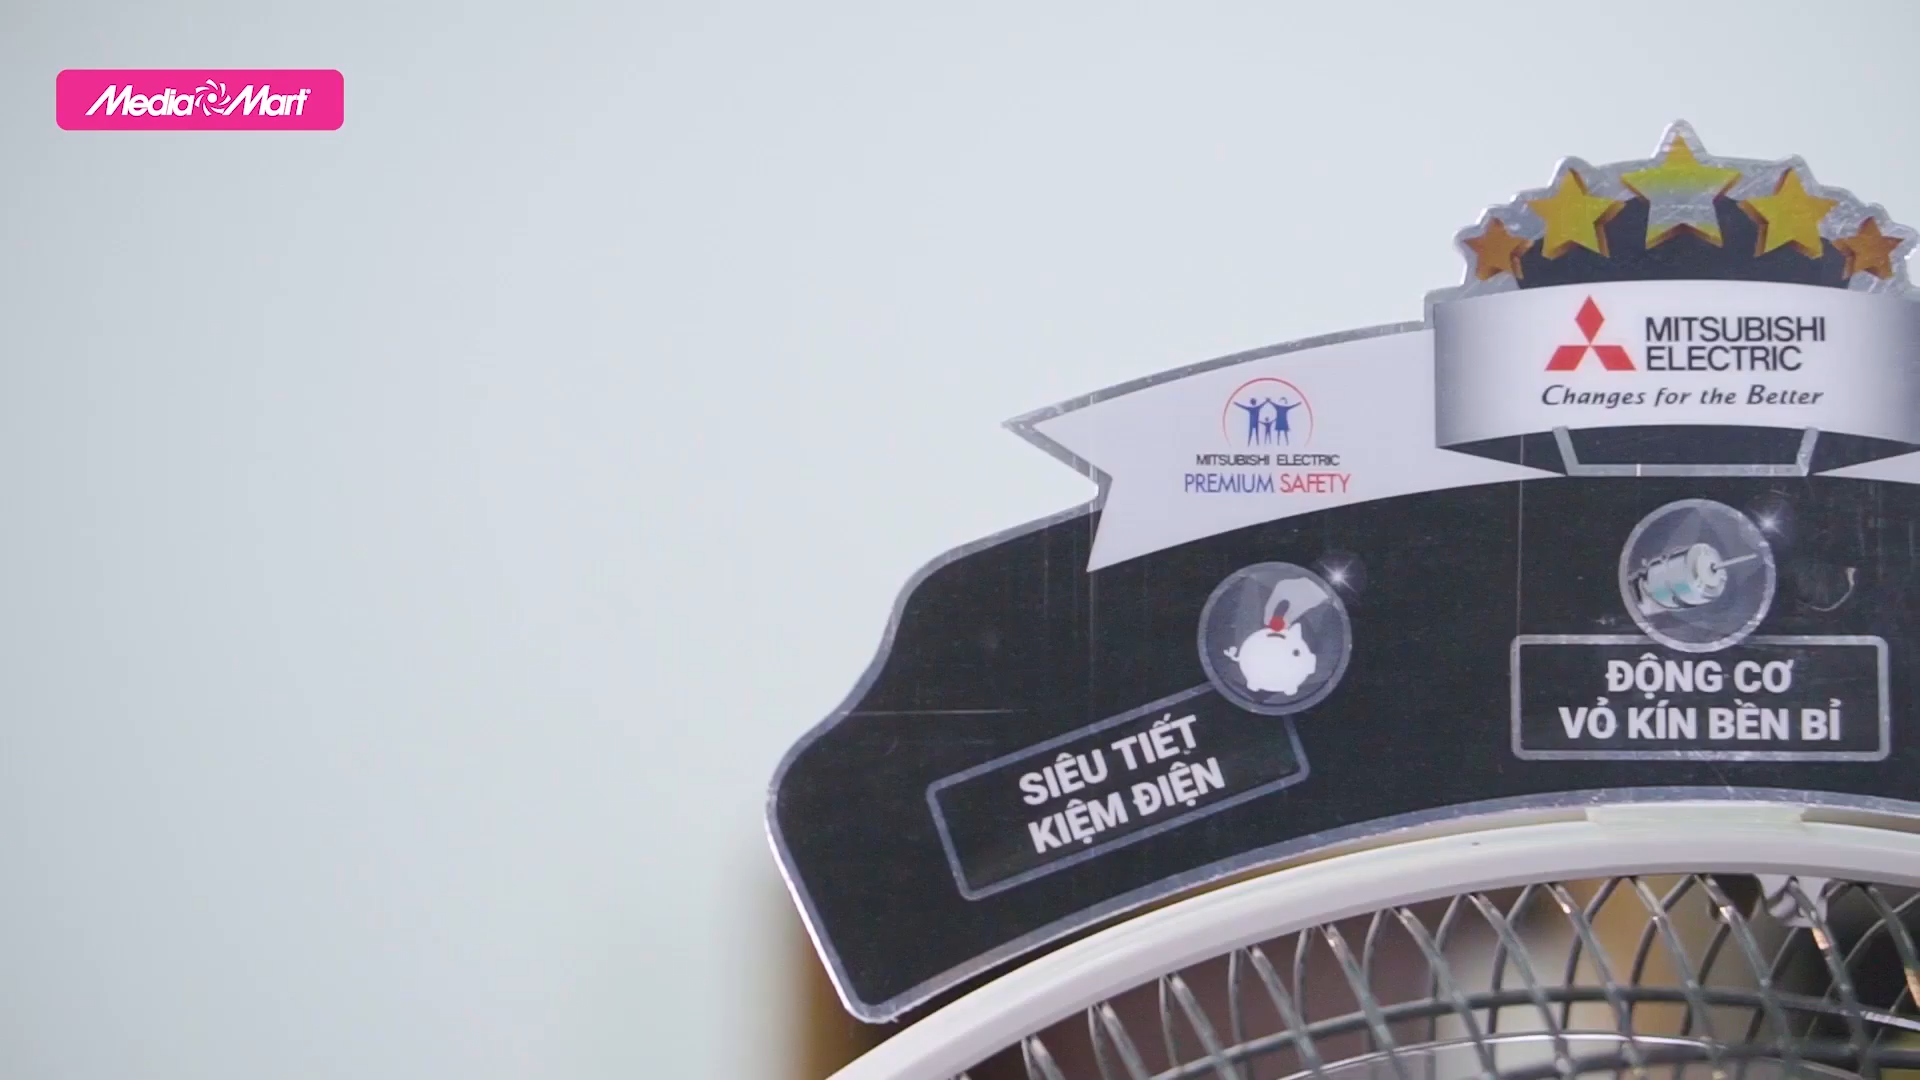 MediaMart
MITSUBISHI
ELECTRIC
Changes for the Better
MITSUBISHI ELECTRIC
PREMIUM SAFETY
SIÊU TIẾT
KIỆM ĐIỆN
ĐỘNG CƠ
VỎ KÍN BỀN BỈ